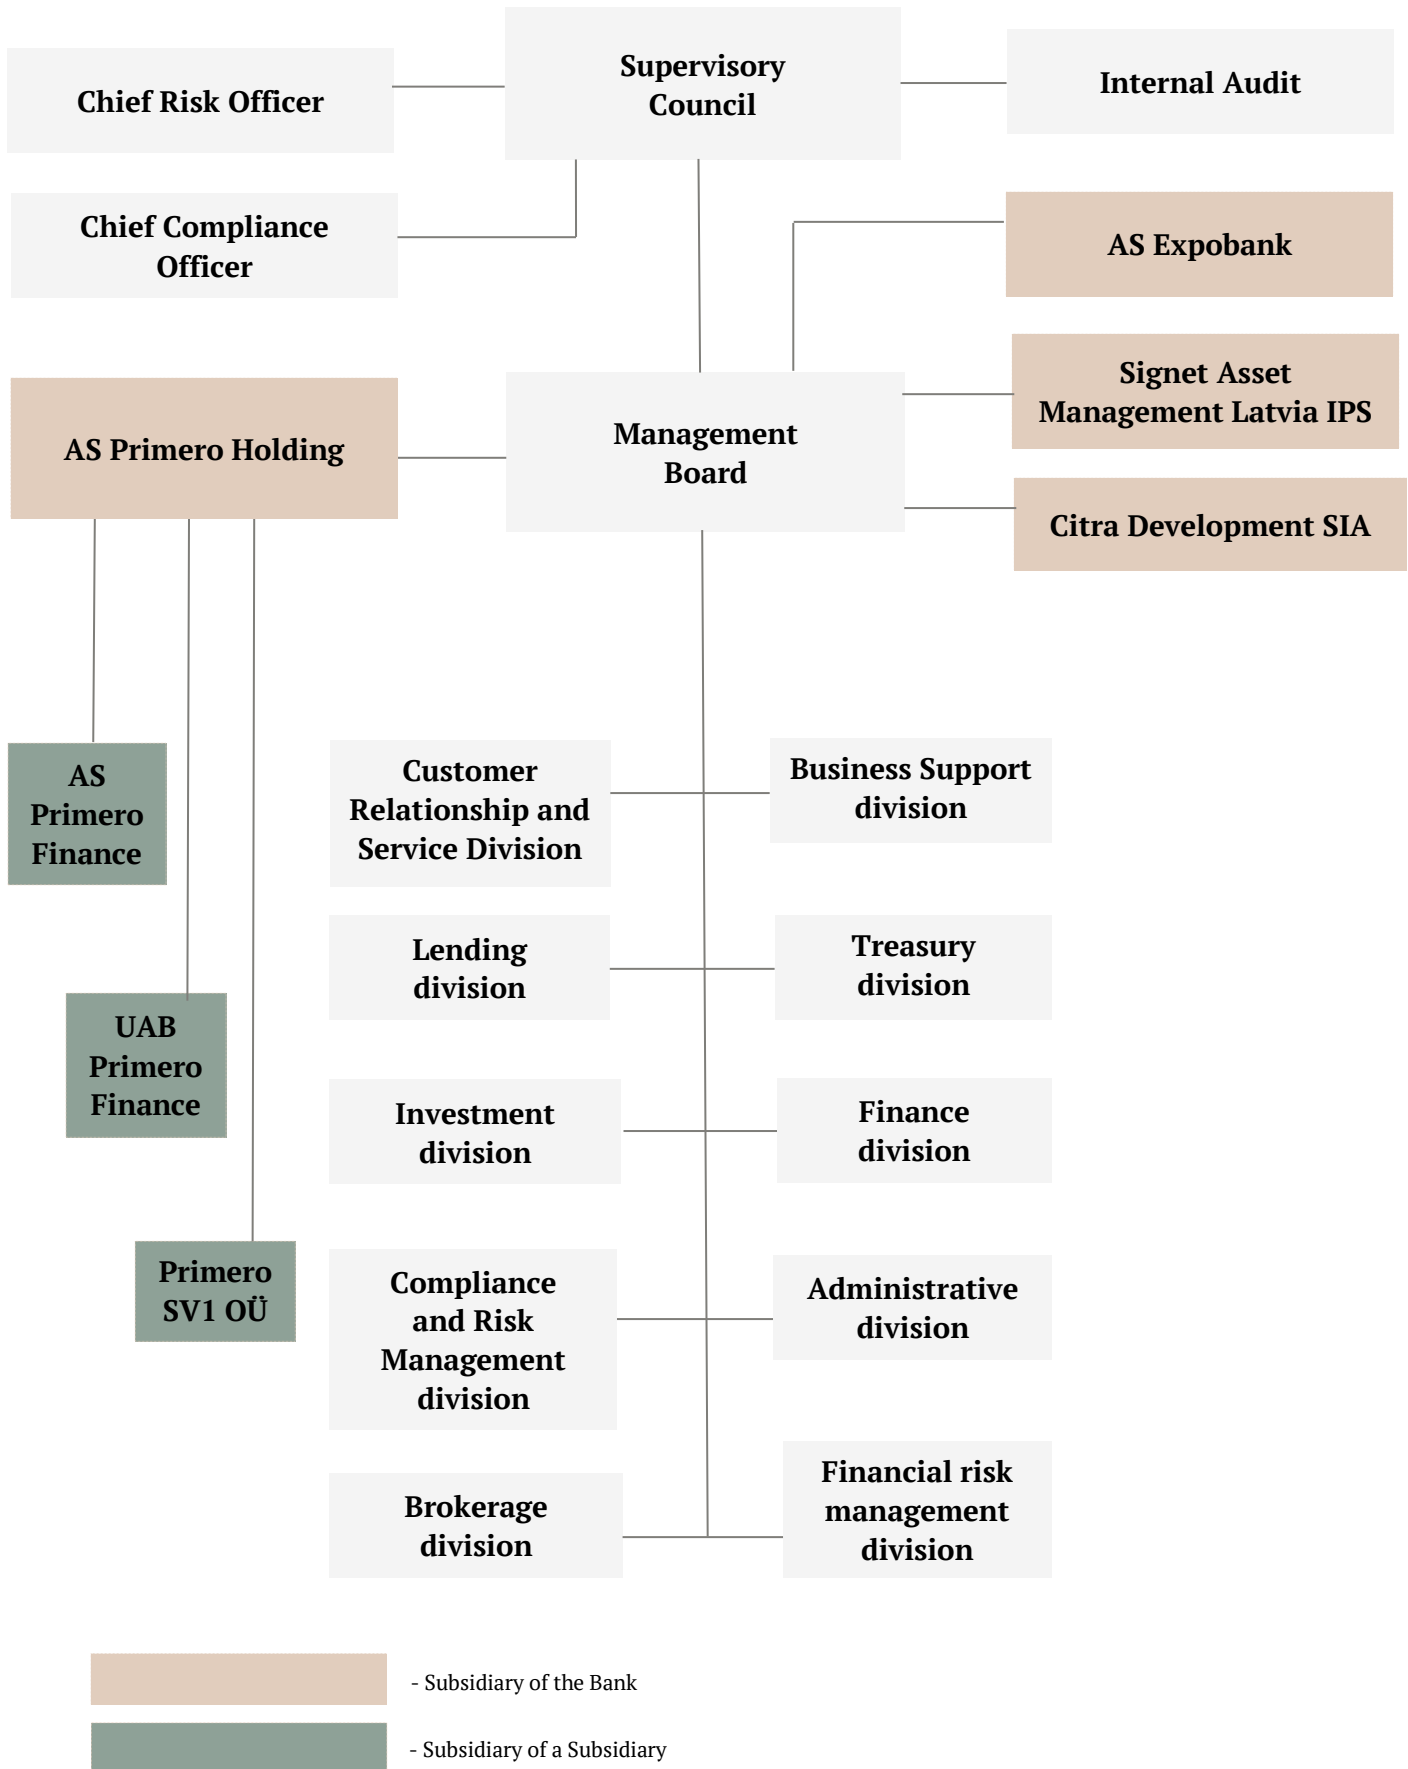 Supervisory
Council
Chief Risk Officer
Internal Audit
Chief Compliance
Officer
AS Expobank
Signet Asset
Management Latvia IPS
AS Primero Holding
Management
Board
Citra Development SIA
AS
Primero
Finance
UAB
Primero
Finance
Primero
SV1 OÜ
Customer
Relationship and
Service Division
Business Support
division
Lending
division
Treasury
division
Investment
division
Finance
division
Compliance
and Risk
Management
division
Administrative
division
Brokerage
division
Financial risk
management
division
- Subsidiary of the Bank
- Subsidiary of a Subsidiary